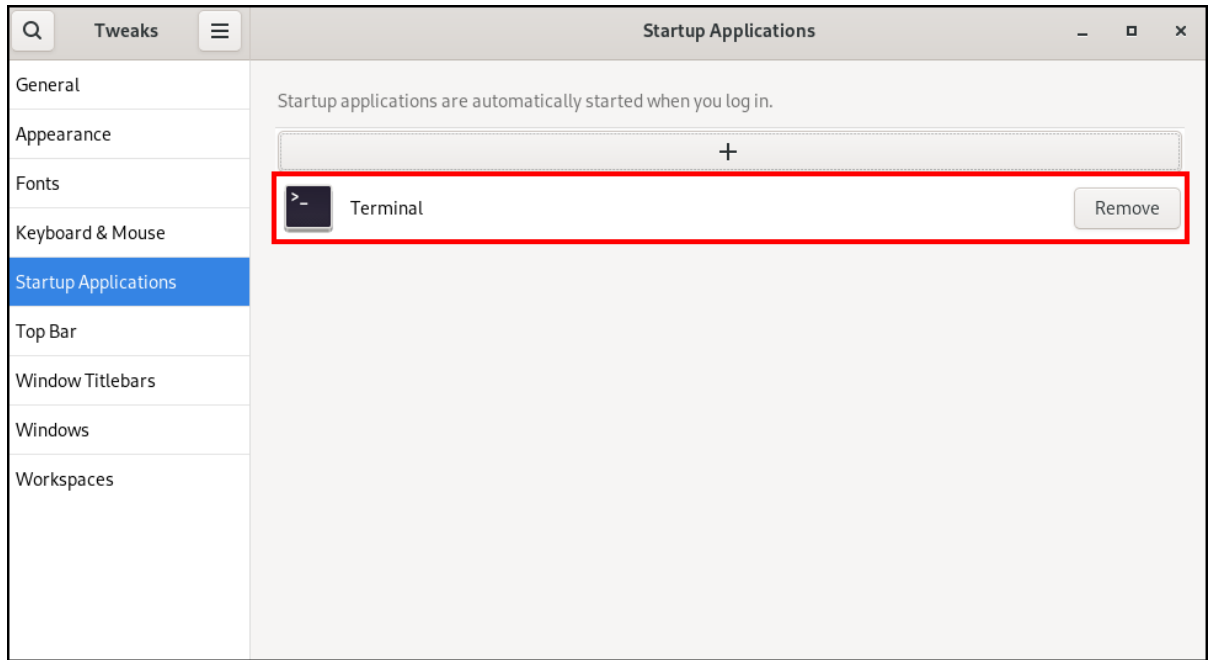 Tweaks
Startup Applications
General
Appearance
Fonts
Keyboard & Mouse
Startup Applications
Top Bar
Window Titlebars
Windows
Workspaces
Startup applications are automatically started when you log in.
+
>_
Terminal
Remove